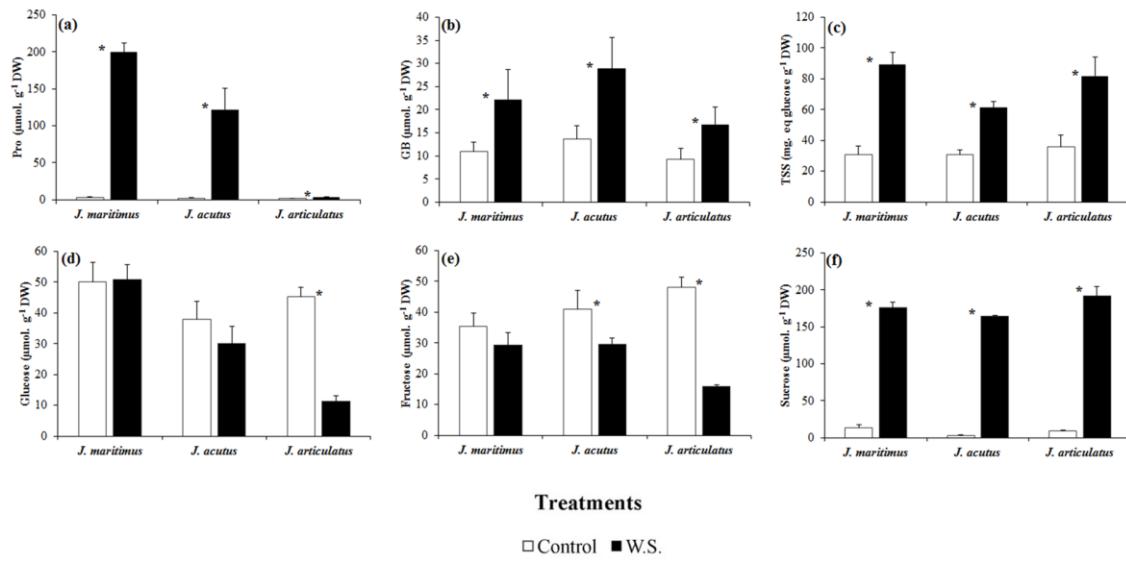 (a)
Pro (µmol. g-1 DW)
250
200
150
100
50
0
*
*
*
J. maritimus J. acutus J. articulatus
(b)
GB (µmol. g-1 DW)
40
35
30
25
20
15
10
5
0
*
*
*
J. maritimus J. acutus J. articulatus
(c)
TSS (mg. eq glucose g-1 DW)
120
100
80
60
40
20
0
*
*
*
J. maritimus J. acutus J. articulatus
(d)
Glucose (µmol. g-1 DW)
60
50
40
30
20
10
0
*
J. maritimus J. acutus J. articulatus
(e)
Fructose (µmol. g-1 DW)
60
50
40
30
20
10
0
*
*
J. maritimus J. acutus J. articulatus
(f)
Sucrose (µmol. g-1 DW)
250
200
150
100
50
0
*
*
*
J. maritimus J. acutus J. articulatus
Treatments
Control W.S.